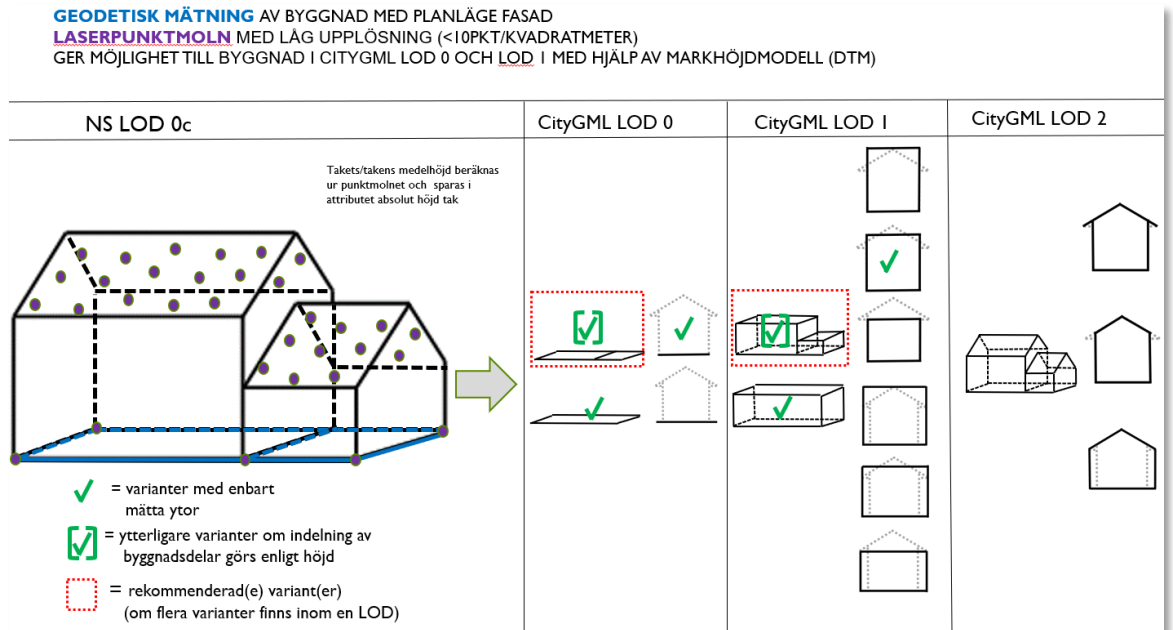 GEODETISK MÄTNING AV BYGGNAD MED PLANLÄGE FASAD
LASERPUNKTMOLN MED LÅG UPPLÖSNING (<10PKT/KVADRATMETER)
GER MÖJLIGHET TILL BYGGNAD I CITYGML LOD 0 OCH LOD 1 MED HJÄLP AV MARKHÖJDMODELL (DTM)
NS LOD 0c
CityGML LOD 0
CityGML LOD 1
CityGML LOD 2
Takets/takens medelhöjd beräknas
ur punktmolnet och sparas i
attributet absolut höjd tak
= varianter med enbart
mätta ytor
= ytterligare varianter om indelning av
byggnadsdelar görs enligt höjd
= rekommenderad(e) variant(er)
(om flera varianter finns inom en LOD)